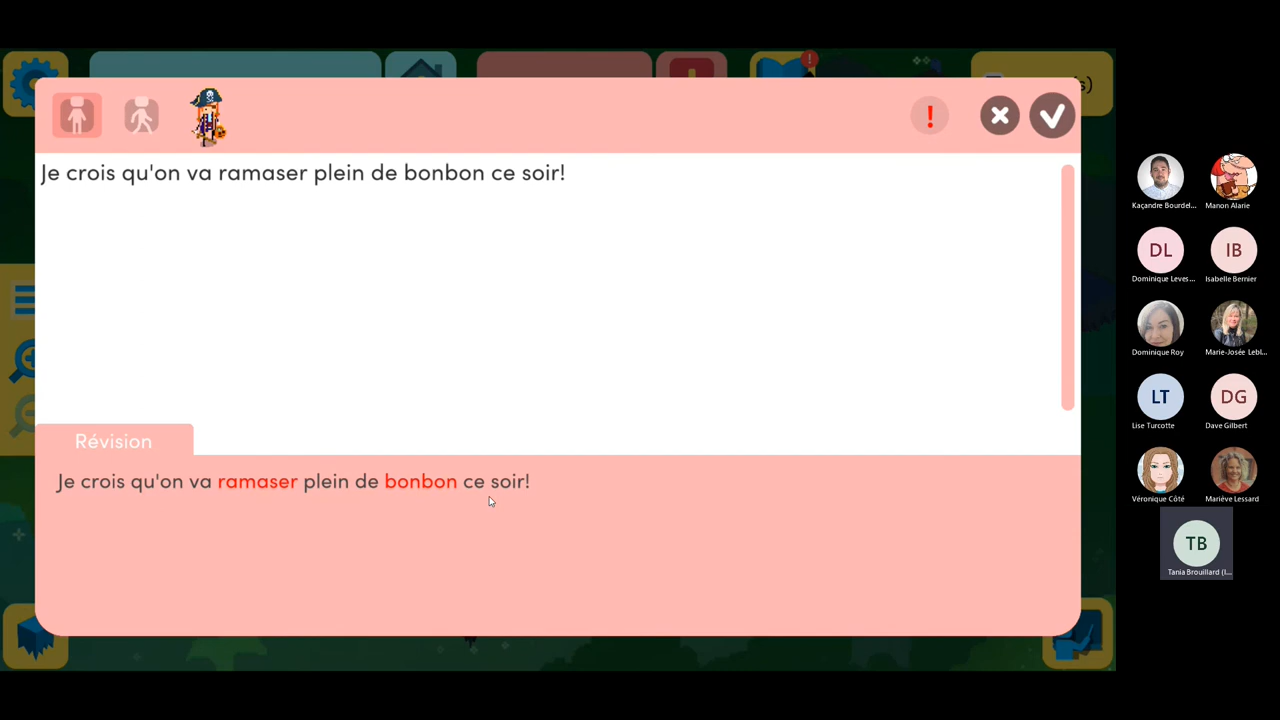 s)
Je crois qu'on va ramaser plein de bonbon ce soir!
Révision
Je crois qu'on va ramaser plein de bonbon ce soir!
Kaçandre Bourdel...
Manon Alarie
DL
IB
Dominique Leves...
Isabelle Bernier
Dominique Roy
Marie-Josée Lebl...
LT
DG
Lise Turcotte
Dave Gilbert
Véronique Côté
Mariève Lessard
TB
Tania Brouillard (I...